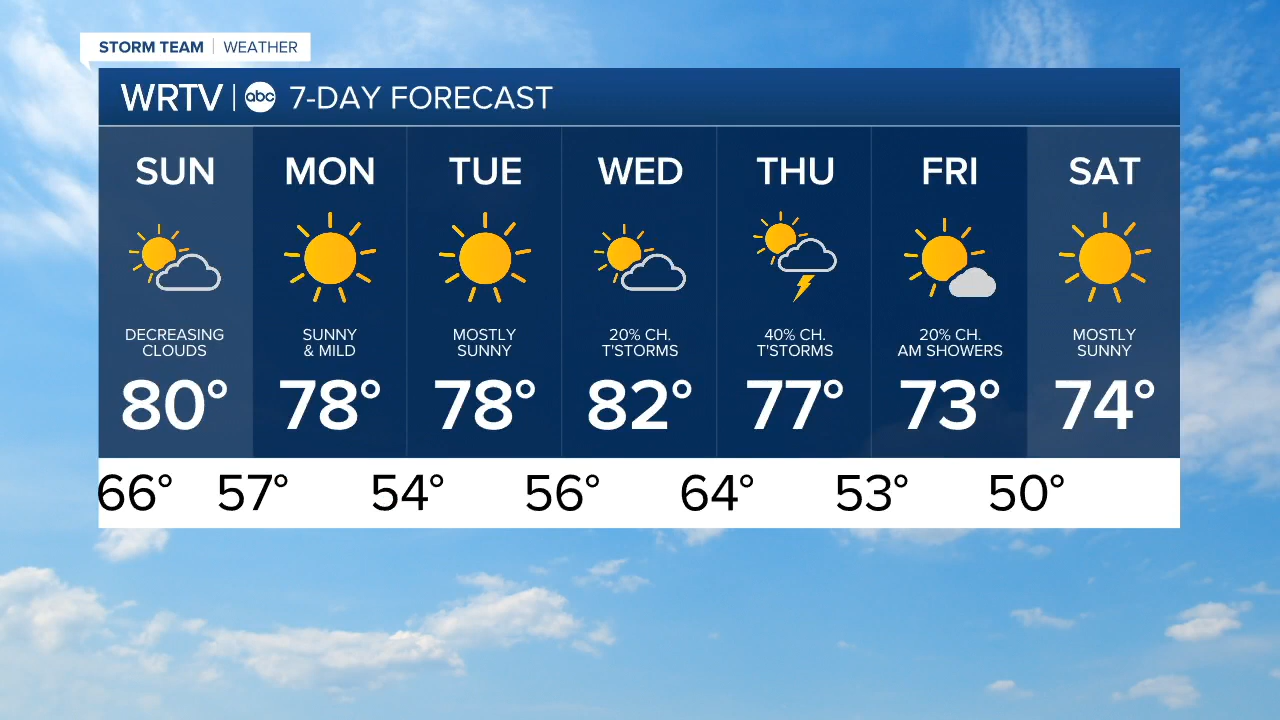 STORM TEAM | WEATHER
WRTV | abc 7-DAY FORECAST
SUN MON TUE WED THU FRI SAT
DECREASING CLOUDS
SUNNY & MILD
MOSTLY SUNNY
20% CH. T'STORMS
40% CH. T'STORMS
20% CH. AM SHOWERS
MOSTLY SUNNY
80° 78° 78° 82° 77° 73° 74°
66° 57° 54° 56° 64° 53° 50°